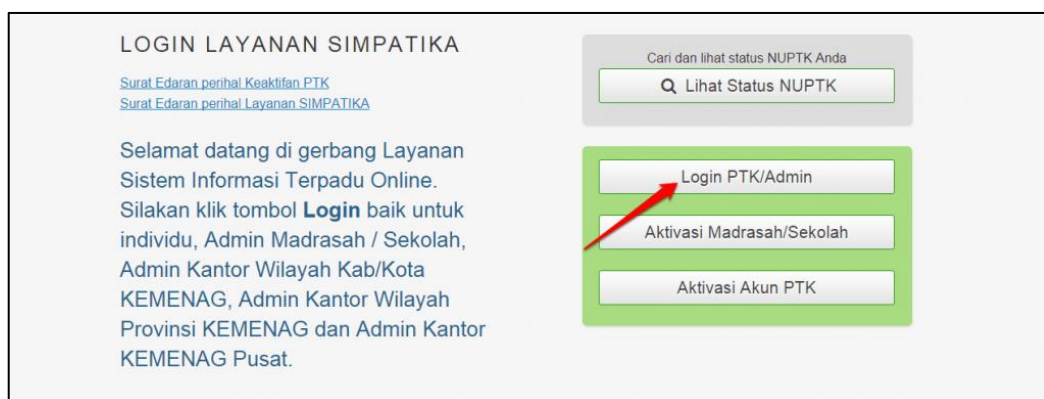 LOGIN LAYANAN SIMPATIKA
Surat Edaran perihal Keaktifan PTK
Surat Edaran perihal Layanan SIMPATIKA
Selamat datang di gerbang Layanan
Sistem Informasi Terpadu Online.
Silakan klik tombol Login baik untuk
individu, Admin Madrasah / Sekolah,
Admin Kantor Wilayah Kab/Kota
KEMENAG, Admin Kantor Wilayah
Provinsi KEMENAG dan Admin Kantor
KEMENAG Pusat.
Cari dan lihat status NUPTK Anda
Lihat Status NUPTK
Login PTK/Admin
Aktivasi Madrasah/Sekolah
Aktivasi Akun PTK